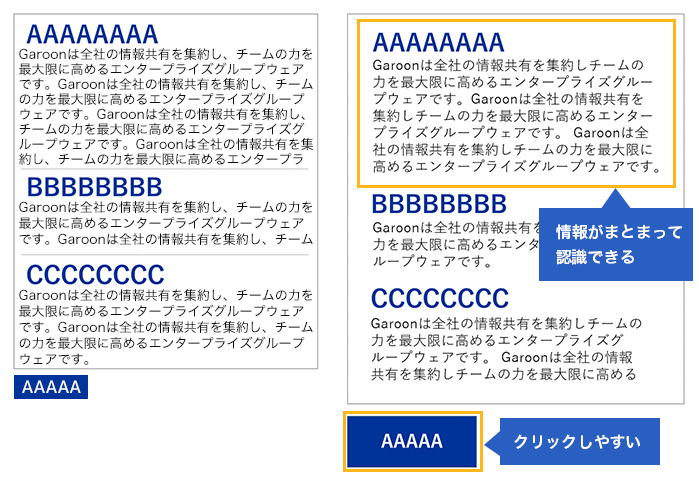 AAAAAAAA
Garoonは全社の情報共有を集約し、チームの力を
最大限に高めるエンタープライズグループウェア
です。Garoonは全社の情報共有を集約し、チーム
の力を最大限に高めるエンタープライズグループ
ウェアです。Garoonは全社の情報共有を集約し、
チームの力を最大限に高めるエンタープライズグ
ループウェアです。Garoonは全社の情報共有を集
約し、チームの力を最大限に高めるエンタープラ
BBBBBBBB
Garoonは全社の情報共有を集約し、チームの力を
最大限に高めるエンタープライズグループウェア
です。Garoonは全社の情報共有を集約し、チーム
CCCCCCCC
Garoonは全社の情報共有を集約し、チームの力を
最大限に高めるエンタープライズグループウェア
です。Garoonは全社の情報共有を集約し、チーム
の力を最大限に高めるエンタープライズグループ
ウェアです。
AAAAA
AAAAAAAA
Garoonは全社の情報共有を集約しチームの
力を最大限に高めるエンタープライズグルー
プウェアです。Garoonは全社の情報共有を
集約しチームの力を最大限に高めるエンター
プライズグループウェアです。 Garoonは全
社の情報共有を集約しチームの力を最大限に
高めるエンタープライズグループウェアです。
BBBBBBBB
Garoonは全社の情報共有を
力を最大限に高めるエンタ
ループウェアです。
情報がまとまって
認識できる
CCCCCCCC
Garoonは全社の情報共有を集約しチームの
力を最大限に高めるエンタープライズグ
ループウェアです。 Garoonは全社の情報
共有を集約しチームの力を最大限に高める
AAAAA
クリックしやすい